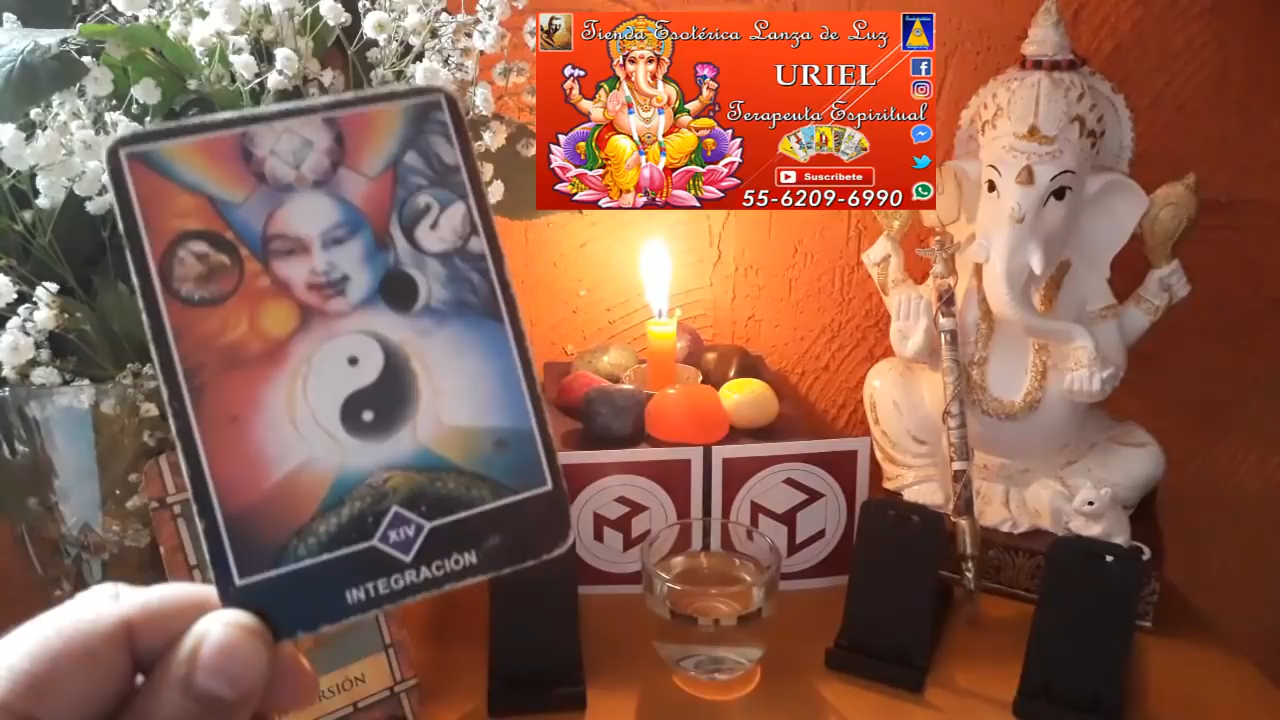 Tienda Esotérica Lanza de Luz
URIEL
Terapeuta Espiritual
Suscribete
55-6209-6990
XIV
INTEGRACIÓN
RSIÓN